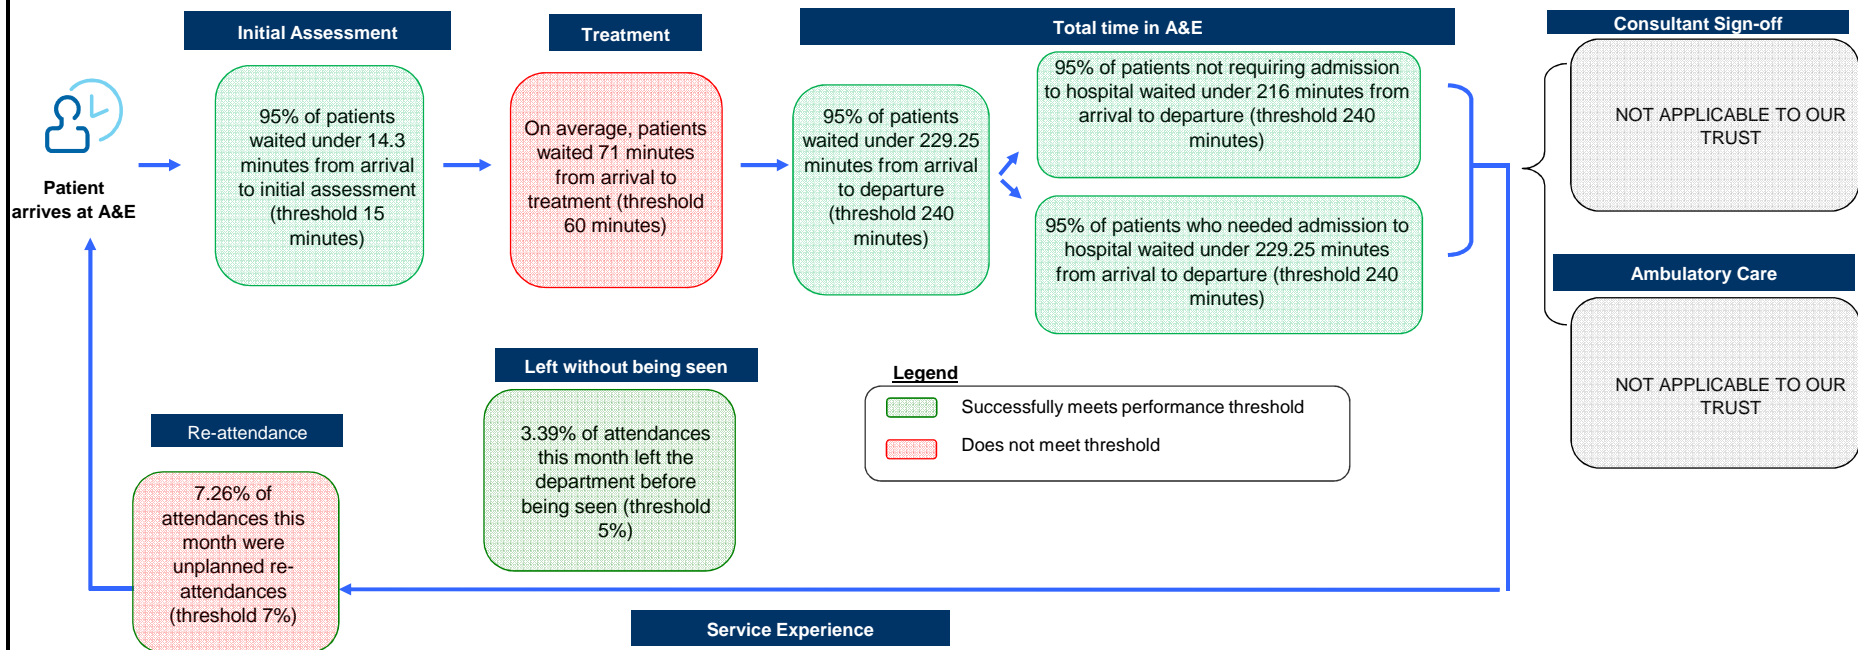 Initial Assessment
Treatment
Total time in A&E
Consultant Sign-off
Patient
arrives at A&E
95% of patients
waited under 14.3
minutes from arrival
to initial assessment
(threshold 15
minutes)
On average, patients
waited 71 minutes
from arrival to
treatment (threshold
60 minutes)
95% of patients
waited under 229.25
minutes from arrival
to departure
(threshold 240
minutes)
95% of patients not requiring admission
to hospital waited under 216 minutes from
arrival to departure (threshold 240
minutes)
95% of patients who needed admission to
hospital waited under 229.25 minutes
from arrival to departure (threshold 240
minutes)
NOT APPLICABLE TO OUR
TRUST
Ambulatory Care
NOT APPLICABLE TO OUR
TRUST
Left without being seen
3.39% of attendances
this month left the
department before
being seen (threshold
5%)
Legend
Successfully meets performance threshold
Does not meet threshold
Re-attendance
7.26% of
attendances this
month were
unplanned re-
attendances
(threshold 7%)
Service Experience